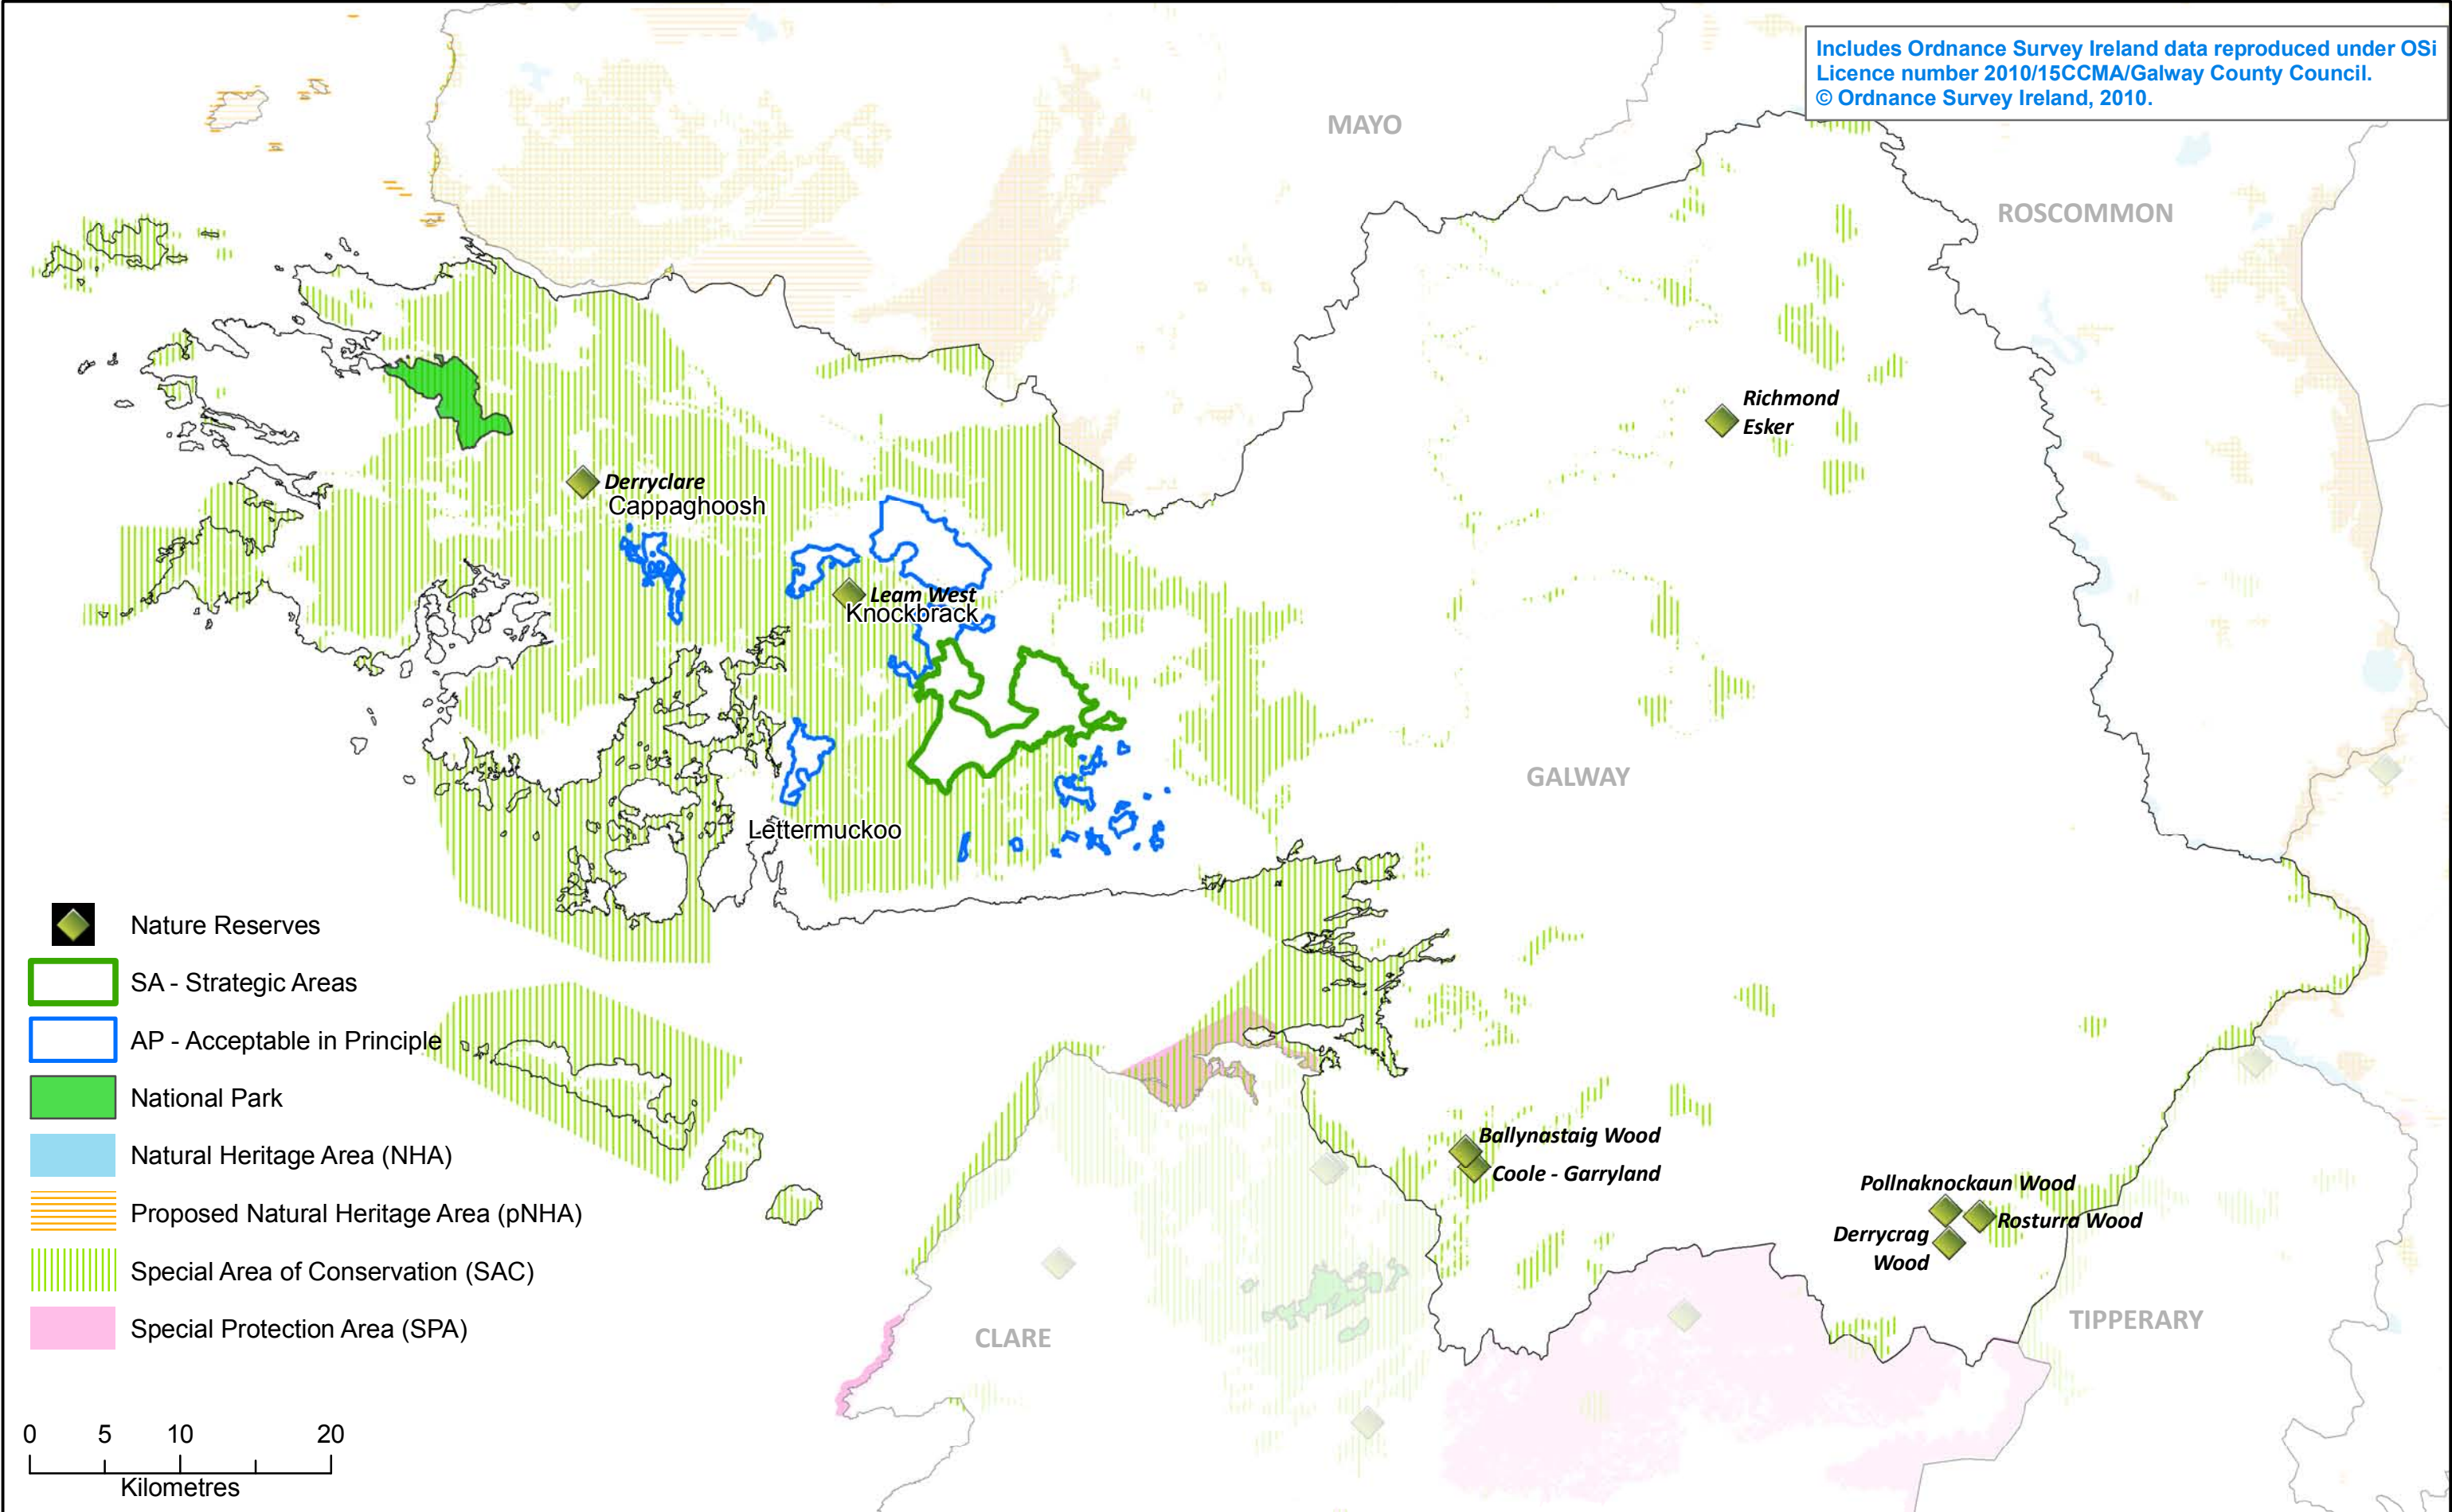 Includes Ordnance Survey Ireland data reproduced under OSi
Licence number 2010/15CCMA/Galway County Council.
© Ordnance Survey Ireland, 2010.
MAYO
ROSCOMMON
Richmond
Esker
Derryclare
Cappaghoosh
Leam West
Knockbrack
GALWAY
Lettermuckoo
Nature Reserves
SA - Strategic Areas
AP - Acceptable in Principle
National Park
Natural Heritage Area (NHA)
Proposed Natural Heritage Area (pNHA)
Special Area of Conservation (SAC)
Special Protection Area (SPA)
Ballynastaig Wood
Coole - Garryland
Pollnaknockaun Wood
Rosturra Wood
Derrycrag
Wood
CLARE
TIPPERARY
0 5 10 20
Kilometres